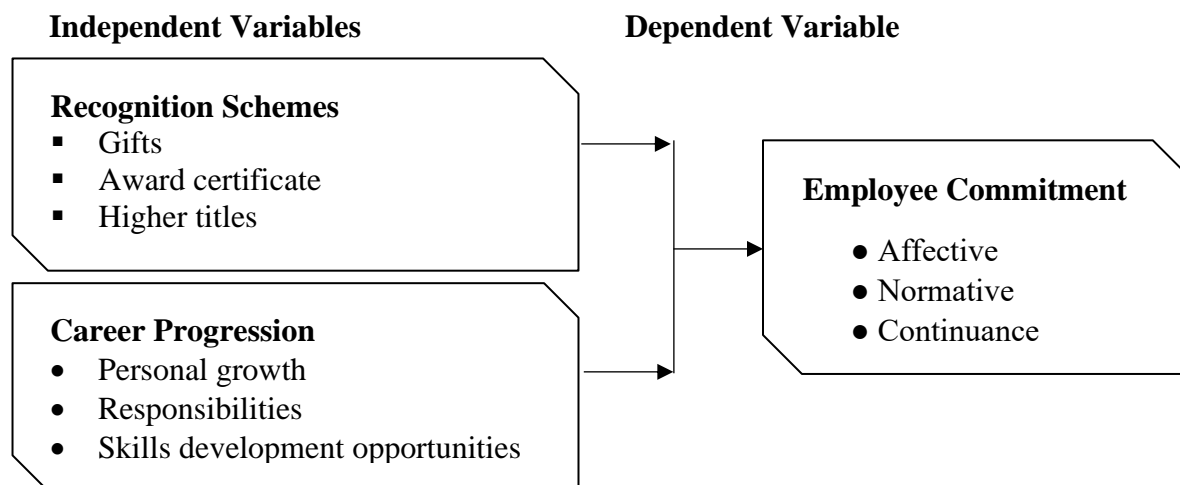 Independent Variables
Dependent Variable
Recognition Schemes
▪ Gifts
▪ Award certificate
▪ Higher titles
Employee Commitment
● Affective
● Normative
● Continuance
Career Progression
• Personal growth
• Responsibilities
• Skills development opportunities